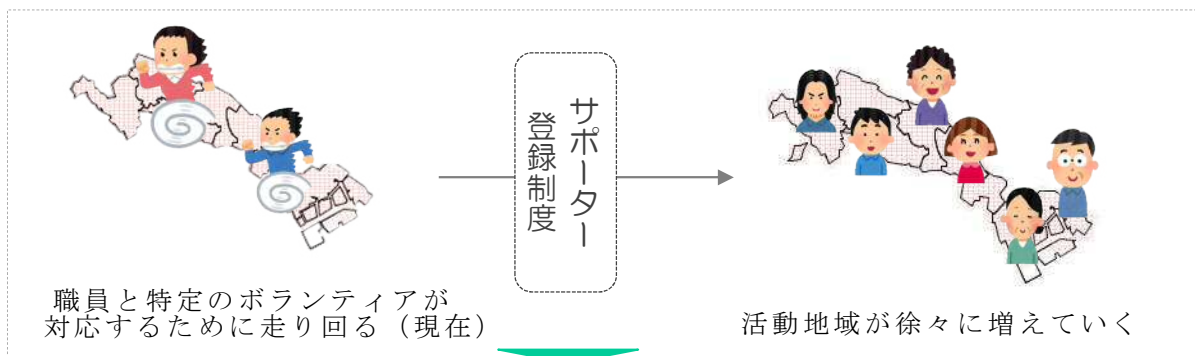 サポーター
登録制度
職員と特定のボランティアが
対応するために走り回る（現在）
活動地域が徐々に増えていく